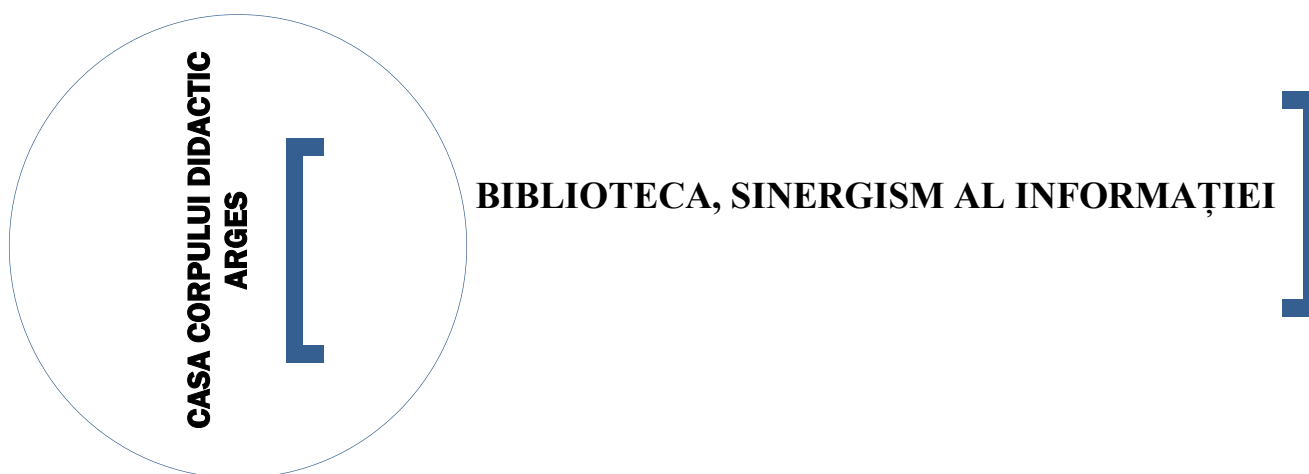 CASA CORPULUI DIDACTIC
ARGES
BIBLIOTECA, SINERGISM AL INFORMAȚIEI